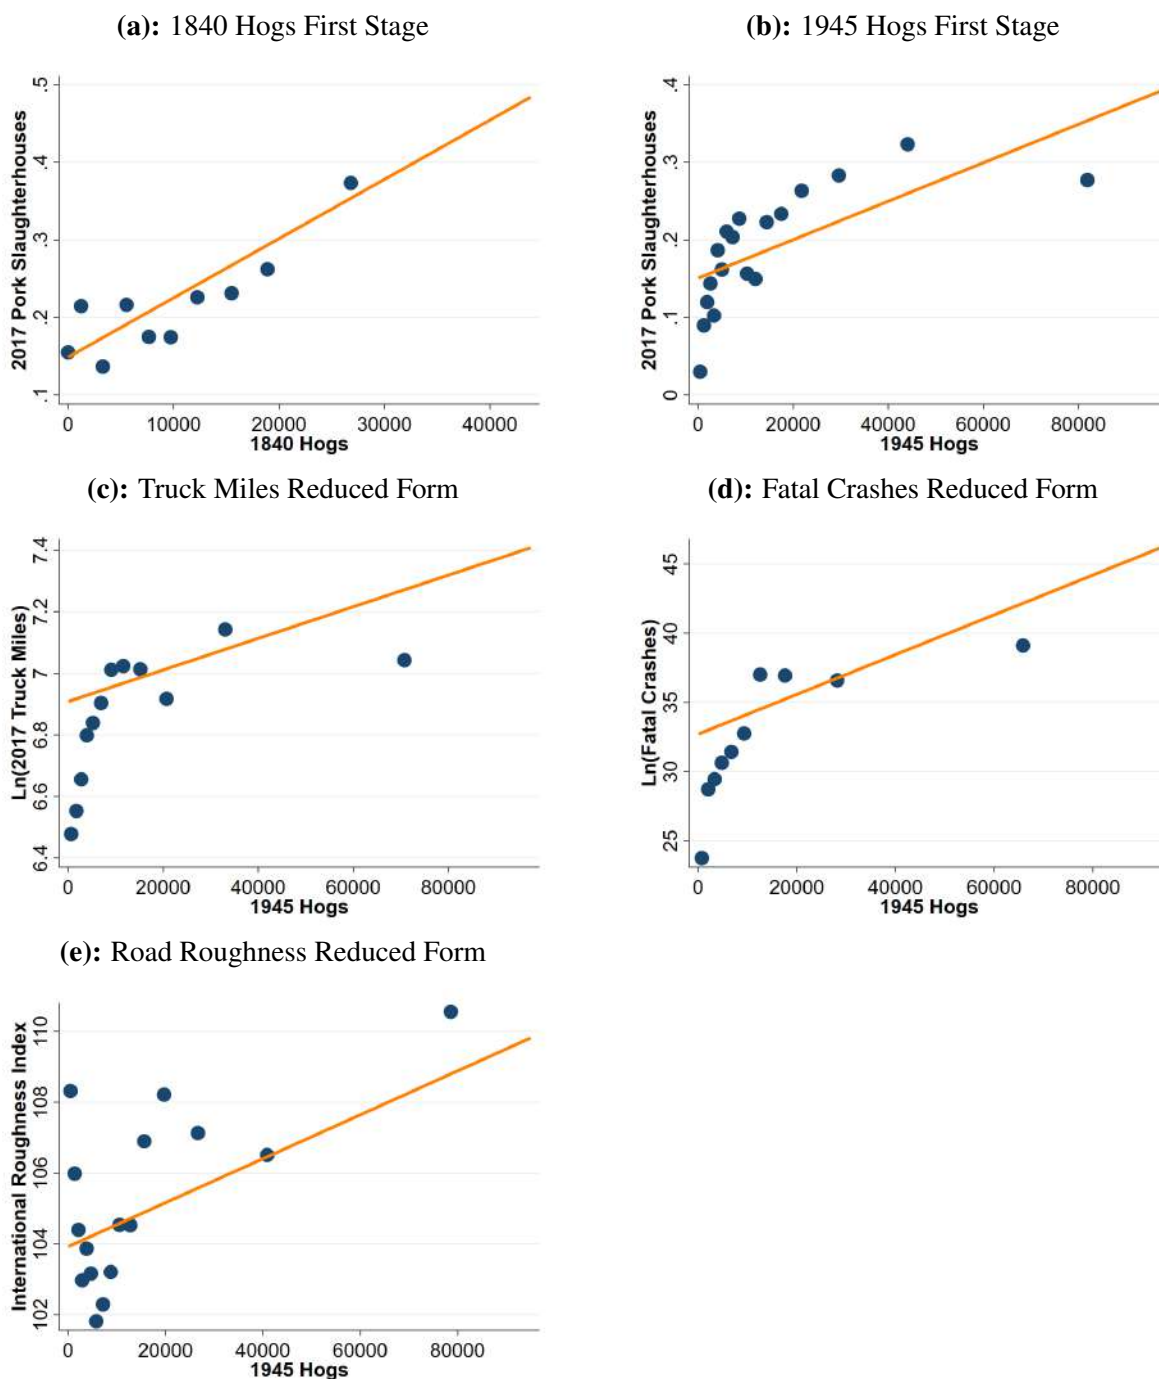 (a): 1840 Hogs First Stage
.5
.4
.3
.2
.1
2017 Pork Slaughterhouses
0 10000 20000 30000 40000
1840 Hogs
(b): 1945 Hogs First Stage
.4
.3
.2
.1
0
2017 Pork Slaughterhouses
0 20000 40000 60000 80000
1945 Hogs
(c): Truck Miles Reduced Form
7.4
7.2
7
6.8
6.6
6.4
Ln(2017 Truck Miles)
0 20000 40000 60000 80000
1945 Hogs
(d): Fatal Crashes Reduced Form
45
40
35
30
25
Ln(Fatal Crashes)
0 20000 40000 60000 80000
1945 Hogs
(e): Road Roughness Reduced Form
110
108
106
104
102
International Roughness Index
0 20000 40000 60000 80000
1945 Hogs